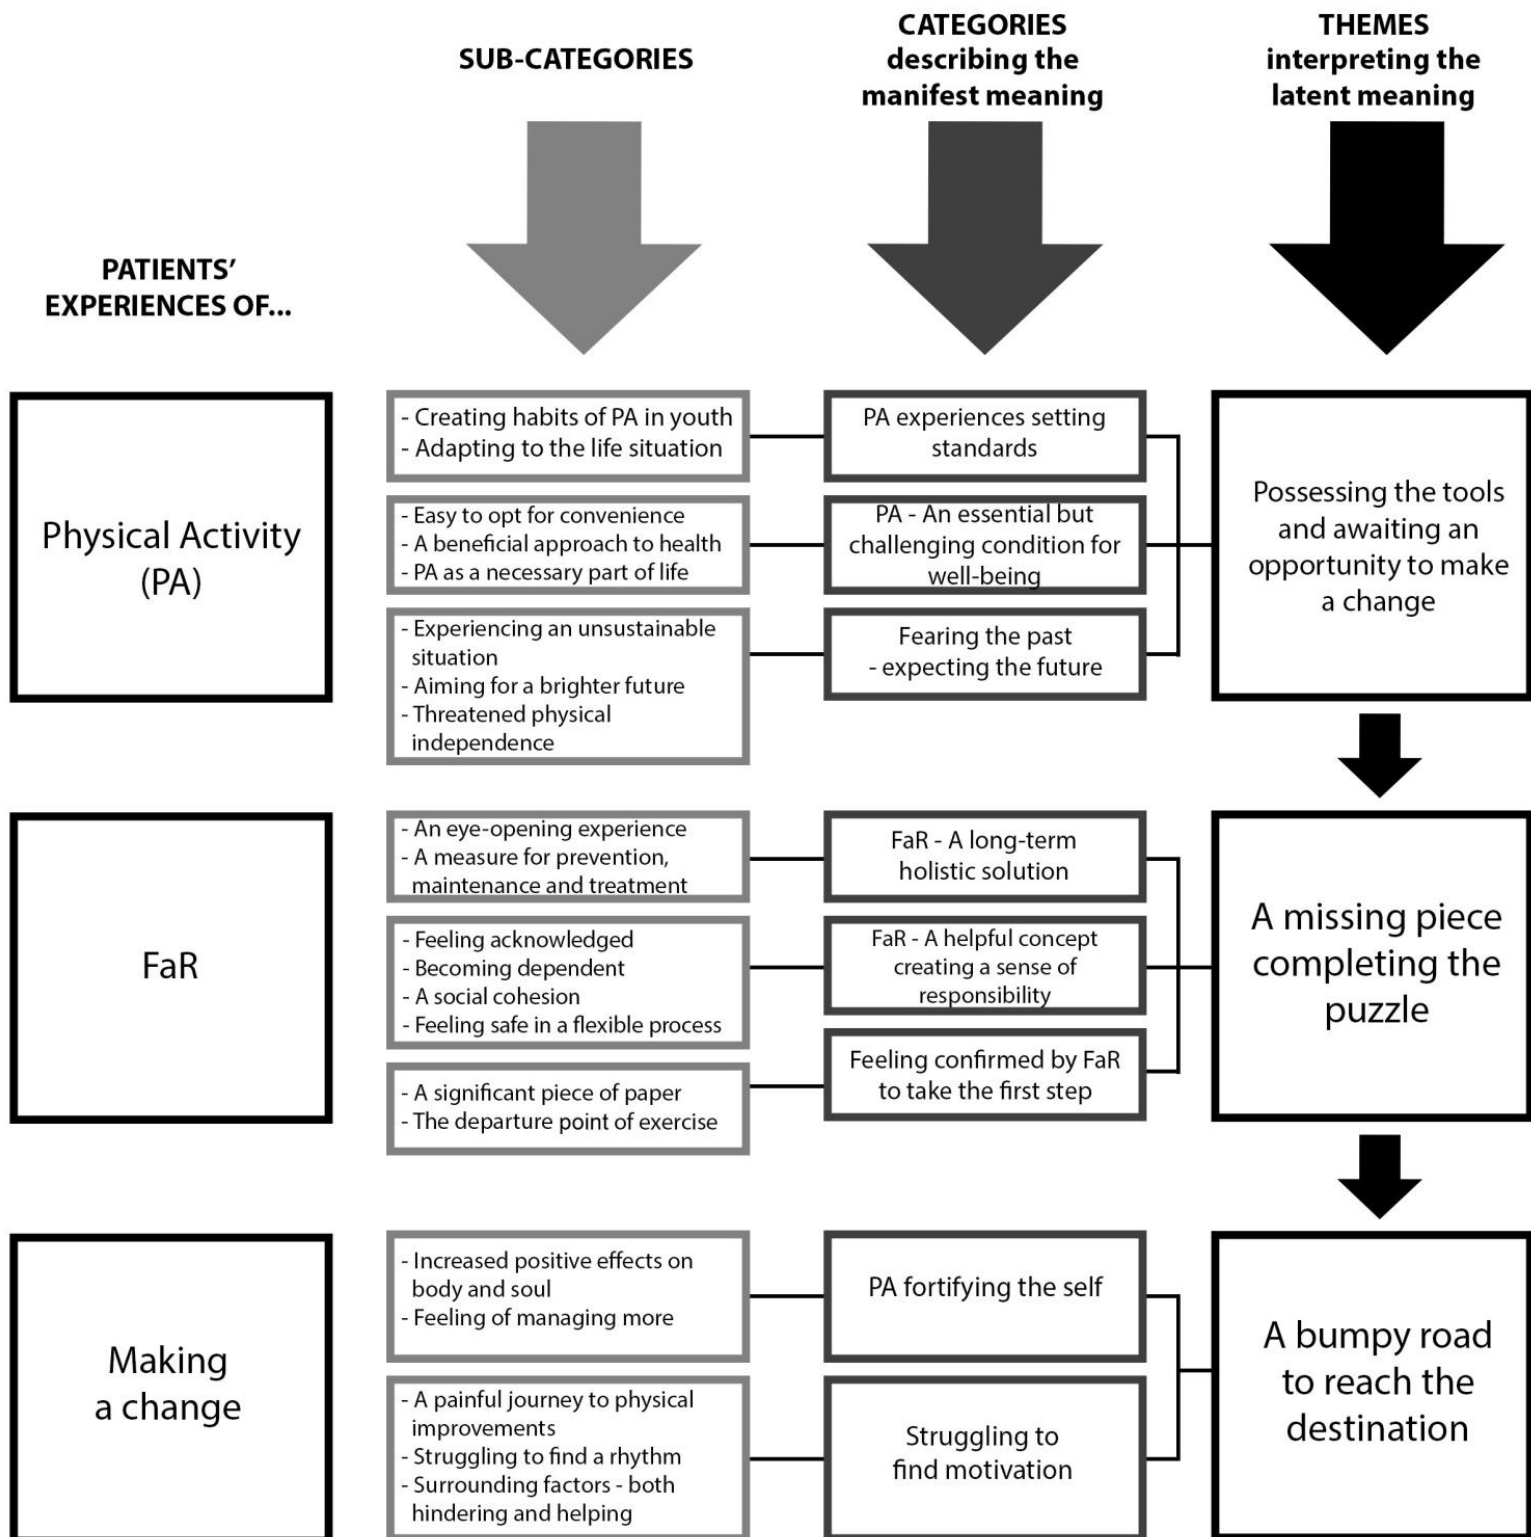 SUB-CATEGORIES
CATEGORIES
describing the
manifest meaning
THEMES
interpreting the
latent meaning
PATIENTS’
EXPERIENCES OF...
Physical Activity
(PA)
- Creating habits of PA in youth
- Adapting to the life situation
- Easy to opt for convenience
- A beneficial approach to health
- PA as a necessary part of life
- Experiencing an unsustainable
situation
- Aiming for a brighter future
- Threatened physical
independence
PA experiences setting
standards
PA - An essential but
challenging condition for
well-being
Fearing the past
- expecting the future
Possessing the tools
and awaiting an
opportunity to make
a change
FaR
- An eye-opening experience
- A measure for prevention,
maintenance and treatment
- Feeling acknowledged
- Becoming dependent
- A social cohesion
- Feeling safe in a flexible process
- A significant piece of paper
- The departure point of exercise
FaR - A long-term
holistic solution
FaR - A helpful concept
creating a sense of
responsibility
Feeling confirmed by FaR
to take the first step
A missing piece
completing the
puzzle
Making
a change
- Increased positive effects on
body and soul
- Feeling of managing more
- A painful journey to physical
improvements
- Struggling to find a rhythm
- Surrounding factors - both
hindering and helping
PA fortifying the self
Struggling to
find motivation
A bumpy road
to reach the
destination